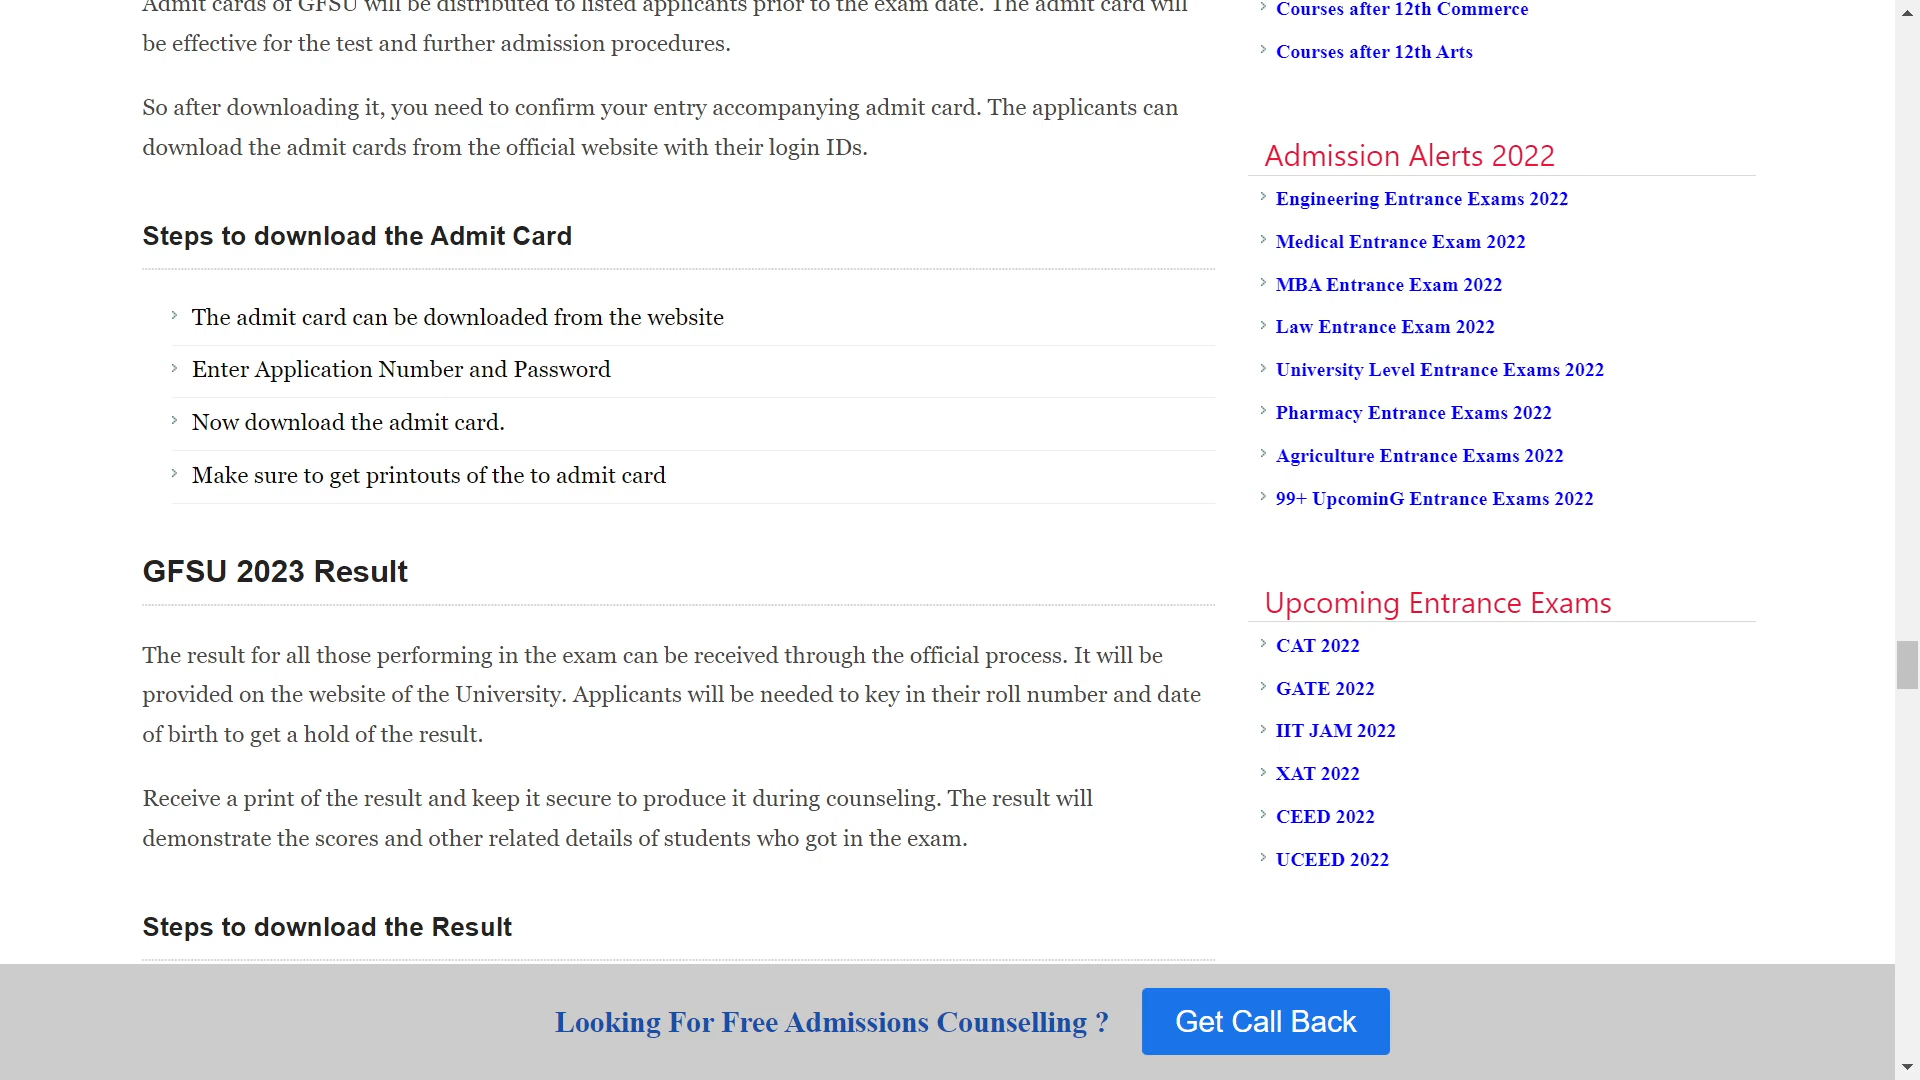 Admit cards of GFSU will be distributed to listed applicants prior to the exam date. The admit card will
be effective for the test and further admission procedures.
So after downloading it, you need to confirm your entry accompanying admit card. The applicants can
download the admit cards from the official website with their login IDs.
Steps to download the Admit Card
The admit card can be downloaded from the website
Enter Application Number and Password
Now download the admit card.
Make sure to get printouts of the to admit card
GFSU 2023 Result
The result for all those performing in the exam can be received through the official process. It will be
provided on the website of the University. Applicants will be needed to key in their roll number and date
of birth to get a hold of the result.
Receive a print of the result and keep it secure to produce it during counseling. The result will
demonstrate the scores and other related details of students who got in the exam.
Steps to download the Result
Courses after 12th Commerce
Courses after 12th Arts
Admission Alerts 2022
Engineering Entrance Exams 2022
Medical Entrance Exam 2022
MBA Entrance Exam 2022
Law Entrance Exam 2022
University Level Entrance Exams 2022
Pharmacy Entrance Exams 2022
Agriculture Entrance Exams 2022
99+ UpcominG Entrance Exams 2022
Upcoming Entrance Exams
CAT 2022
GATE 2022
IIT JAM 2022
XAT 2022
CEED 2022
UCEED 2022
Looking For Free Admissions Counselling ?
Get Call Back